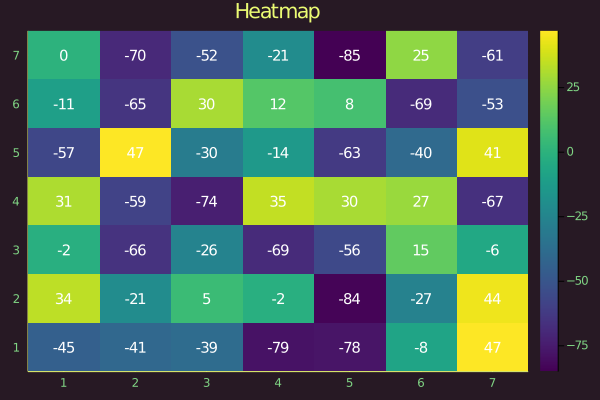 Heatmap
7 0 -70 -52 -21 -85 25 -61
6 -11 -65 30 12 8 -69 -53
25
5 -57 47 -30 -14 -63 -40 41
0
4 31 -59 -74 35 30 27 -67
−25
3 -2 -66 -26 -69 -56 15 -6
−50
2 34 -21 5 -2 -84 -27 44
1 -45 -41 -39 -79 -78 -8 47
−75
1 2 3 4 5 6 7